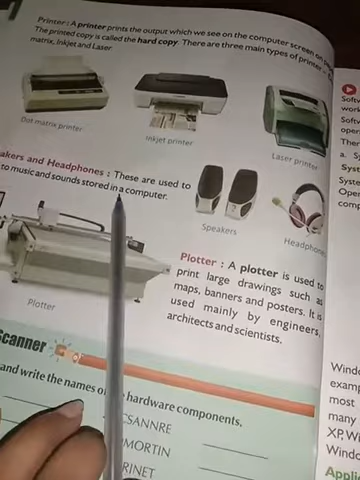 Printer : A printer prints the output which we see on the computer screen on
The printed copy is called the hard copy. There are three main types of printer –
matrix, Inkjet and Laser
Dot matrix printer
Inkjet printer
Laser printer
akers and Headphones : These are used to
to music and sounds stored in a computer.
Speakers
Headphone
Plotter
Plotter : A plotter is used to
print large drawings such as
maps, banners and posters. It is
used mainly by engineers,
architects and scientists.
Scanner
and write the names of hardware components.
CSANNRE
MORTIN
RINET
Softw
work
Softw
oper
Ther
a. S
Syst
Syste
Oper
comp
Windo
examp
most
many
XP, Wi
Windo
Appli